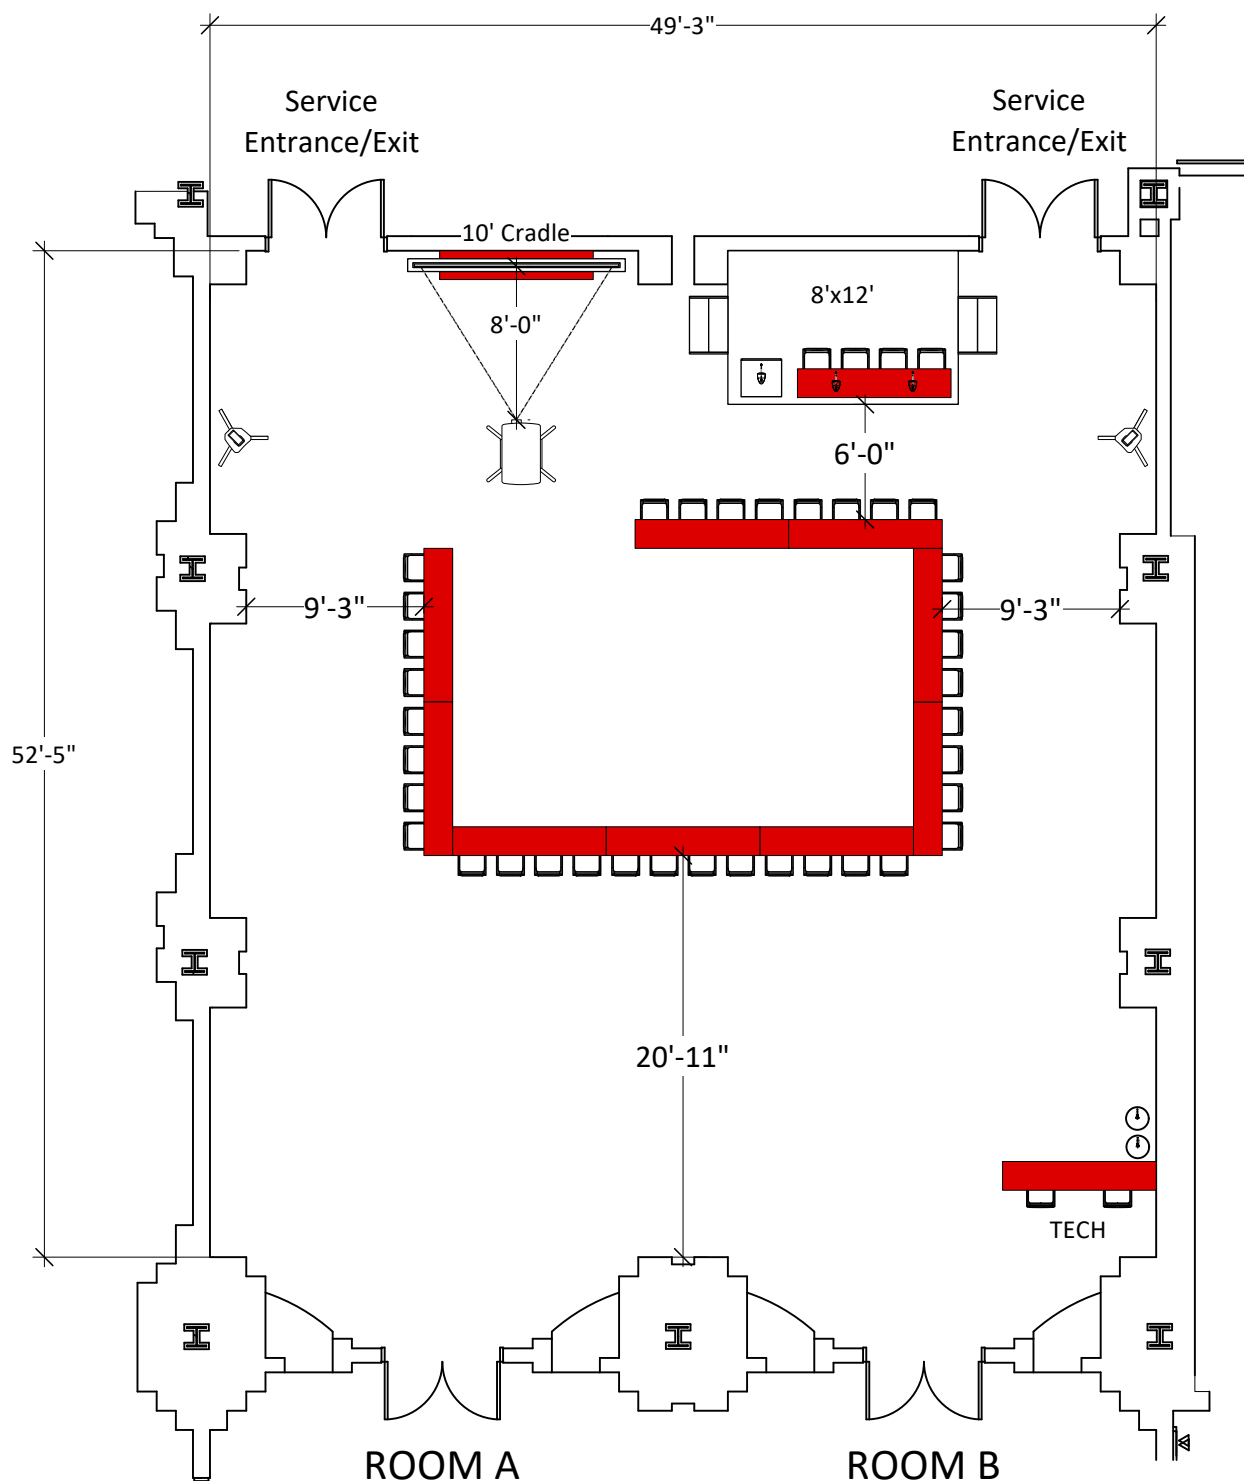 49'-3"
Service
Entrance/Exit
Service
Entrance/Exit
10' Cradle
8'-0"
8'x12'
6'-0"
9'-3"
9'-3"
52'-5"
20'-11"
TECH
ROOM A
ROOM B